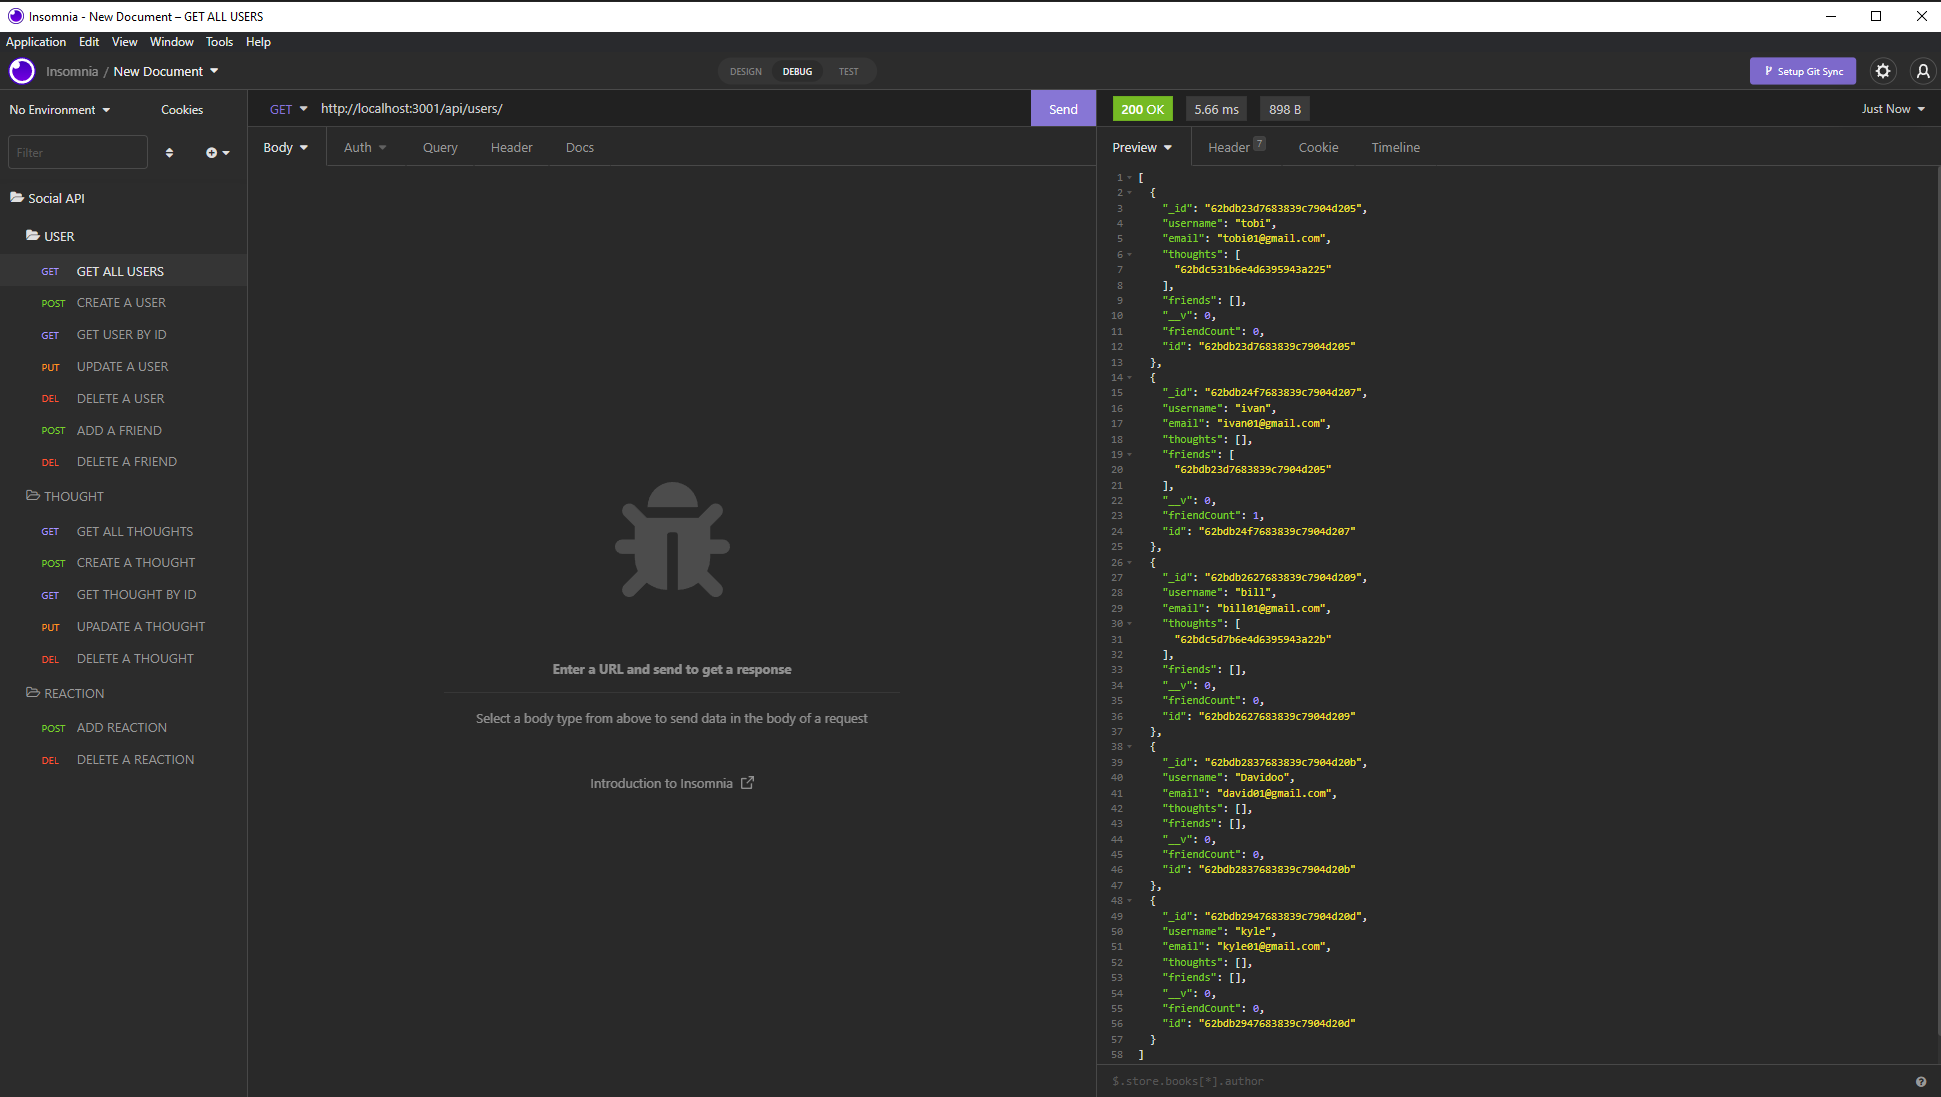 Insomnia - New Document – GET ALL USERS
Application Edit View Window Tools Help
Insomnia / New Document
DESIGN DEBUG TEST
Setup Git Sync
No Environment
Cookies
GET http://localhost:3001/api/users/
Send
200 OK
5.66 ms
898 B
Just Now
Filter
Body
Auth
Query
Header
Docs
Preview
Header 7
Cookie
Timeline
Social API
USER
GET GET ALL USERS
POST CREATE A USER
GET GET USER BY ID
PUT UPDATE A USER
DEL DELETE A USER
POST ADD A FRIEND
DEL DELETE A FRIEND
THOUGHT
GET GET ALL THOUGHTS
POST CREATE A THOUGHT
GET GET THOUGHT BY ID
PUT UPADATE A THOUGHT
DEL DELETE A THOUGHT
REACTION
POST ADD REACTION
DEL DELETE A REACTION
Enter a URL and send to get a response
Select a body type from above to send data in the body of a request
Introduction to Insomnia
1 [
2 {
3 "_id": "62bdb23d7683839c7904d205",
4 "username": "tobi",
5 "email": "tobi01@gmail.com",
6 "thoughts": [
7 "62bdc531b6e4d6395943a225"
8 ],
9 "friends": [],
10 "__v": 0,
11 "friendCount": 0,
12 "id": "62bdb23d7683839c7904d205"
13 },
14 {
15 "_id": "62bdb24f7683839c7904d207",
16 "username": "ivan",
17 "email": "ivan01@gmail.com",
18 "thoughts": [],
19 "friends": [
20 "62bdb23d7683839c7904d205"
21 ],
22 "__v": 0,
23 "friendCount": 1,
24 "id": "62bdb24f7683839c7904d207"
25 },
26 {
27 "_id": "62bdb2627683839c7904d209",
28 "username": "bill",
29 "email": "bill01@gmail.com",
30 "thoughts": [
31 "62bdc5d7b6e4d6395943a22b"
32 ],
33 "friends": [],
34 "__v": 0,
35 "friendCount": 0,
36 "id": "62bdb2627683839c7904d209"
37 },
38 {
39 "_id": "62bdb2837683839c7904d20b",
40 "username": "Davidoo",
41 "email": "david01@gmail.com",
42 "thoughts": [],
43 "friends": [],
44 "__v": 0,
45 "friendCount": 0,
46 "id": "62bdb2837683839c7904d20b"
47 },
48 {
49 "_id": "62bdb2947683839c7904d20d",
50 "username": "kyle",
51 "email": "kyle01@gmail.com",
52 "thoughts": [],
53 "friends": [],
54 "__v": 0,
55 "friendCount": 0,
56 "id": "62bdb2947683839c7904d20d"
57 }
58 ]
$.store.books[*].author